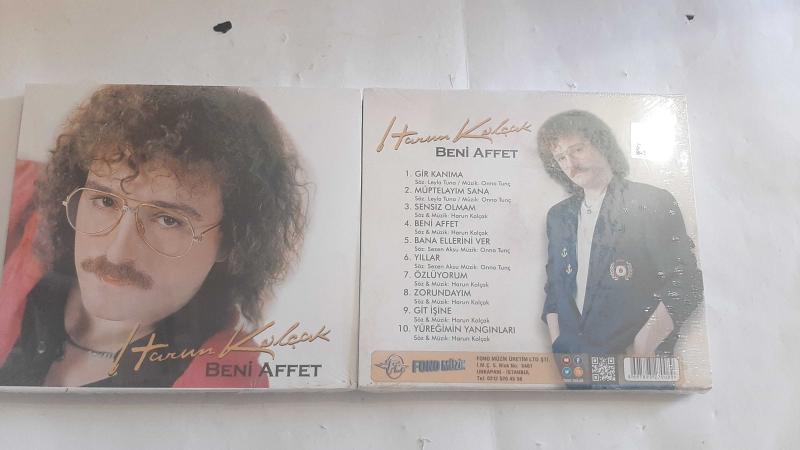 Harun Kolçak
BENİ AFFET
Harun Kolçak
BENİ AFFET
1. GİR KANIMA
Söz: Leyla Tuna / Müzik: Onno Tunç
2. MÜPTELAYIM SANA
Söz: Leyla Tuna / Müzik: Onno Tunç
3. SENSİZ OLMAM
Söz & Müzik: Harun Kolçak
4. BENİ AFFET
Söz & Müzik: Harun Kolçak
5. BANA ELLERİNİ VER
Söz: Sezen Aksu Müzik: Onno Tunç
6. YILLAR
Söz: Sezen Aksu Müzik: Onno Tunç
7. ÖZLÜYORUM
Söz & Müzik: Harun Kolçak
8. ZORUNDAYIM
Söz & Müzik: Harun Kolçak
9. GİT İŞİNE
Söz & Müzik: Harun Kolçak
10. YÜREĞİMİN YANGINLARI
Söz & Müzik: Harun Kolçak
FONO MÜZİK
FONO MÜZİK ÜRETİM LTD ŞTİ.
İ.M.Ç. 5. Blok No: 5461
UNKAPANI - İSTANBUL